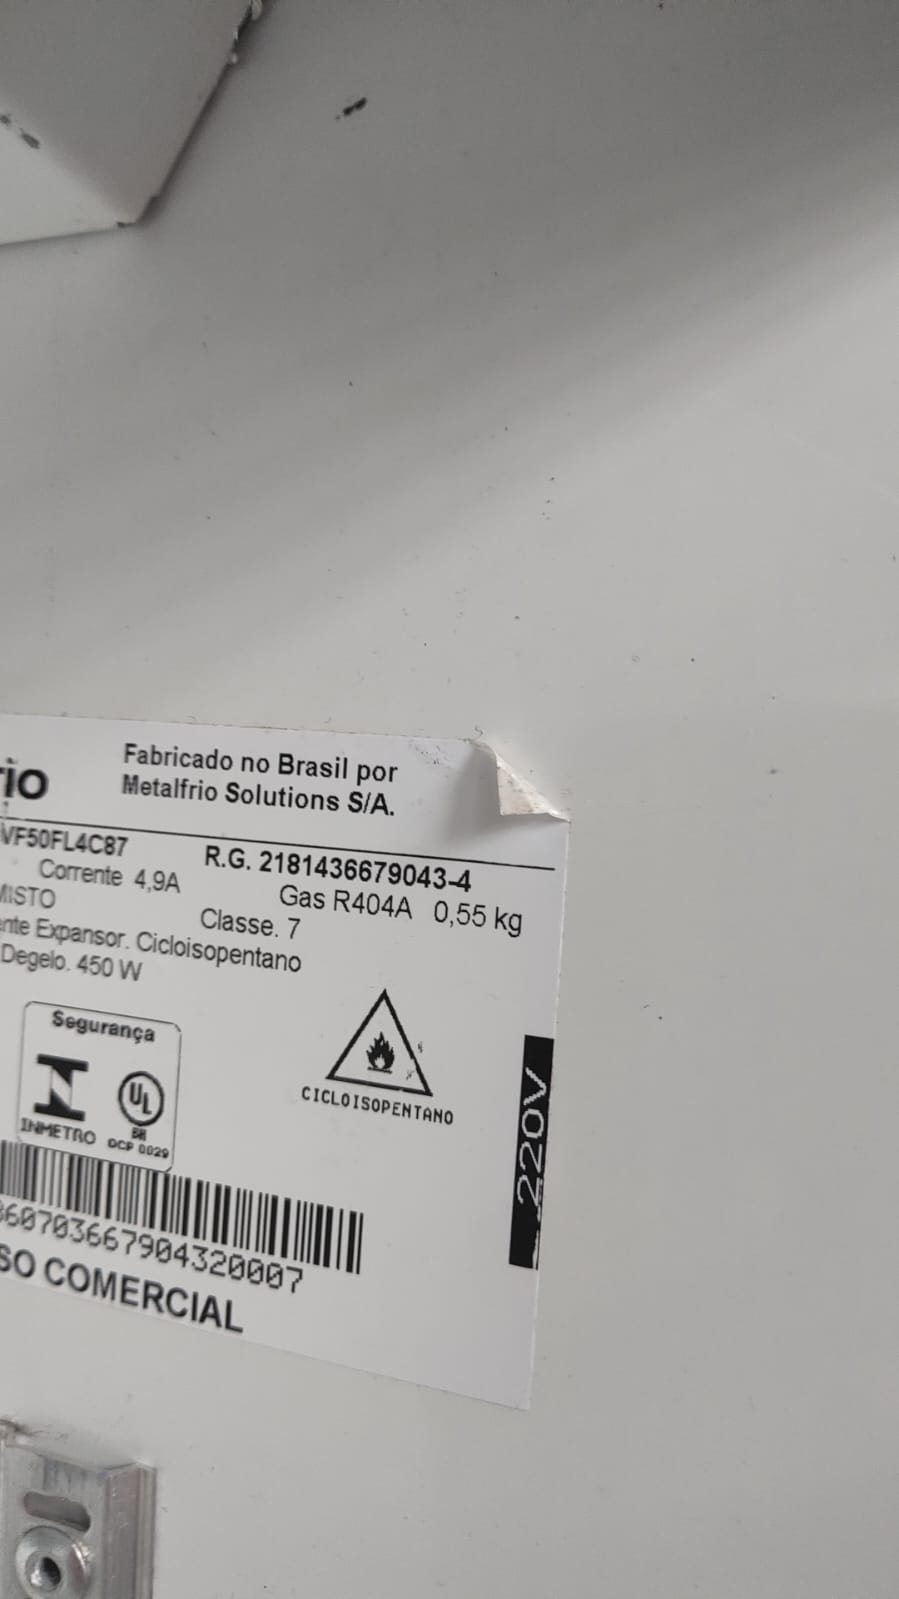 rio
Fabricado no Brasil por
Metalfrio Solutions S/A.
VF50FL4C87
R.G. 2181436679043-4
Corrente 4,9A
Gas R404A 0,55 kg
MISTO
Classe. 7
nte Expansor. Cicloisopentano
Degelo. 450 W
Segurança
INMETRO
UL
BR
OCP 0029
CICLOISOPENTANO
220V
60703667904320007
SO COMERCIAL